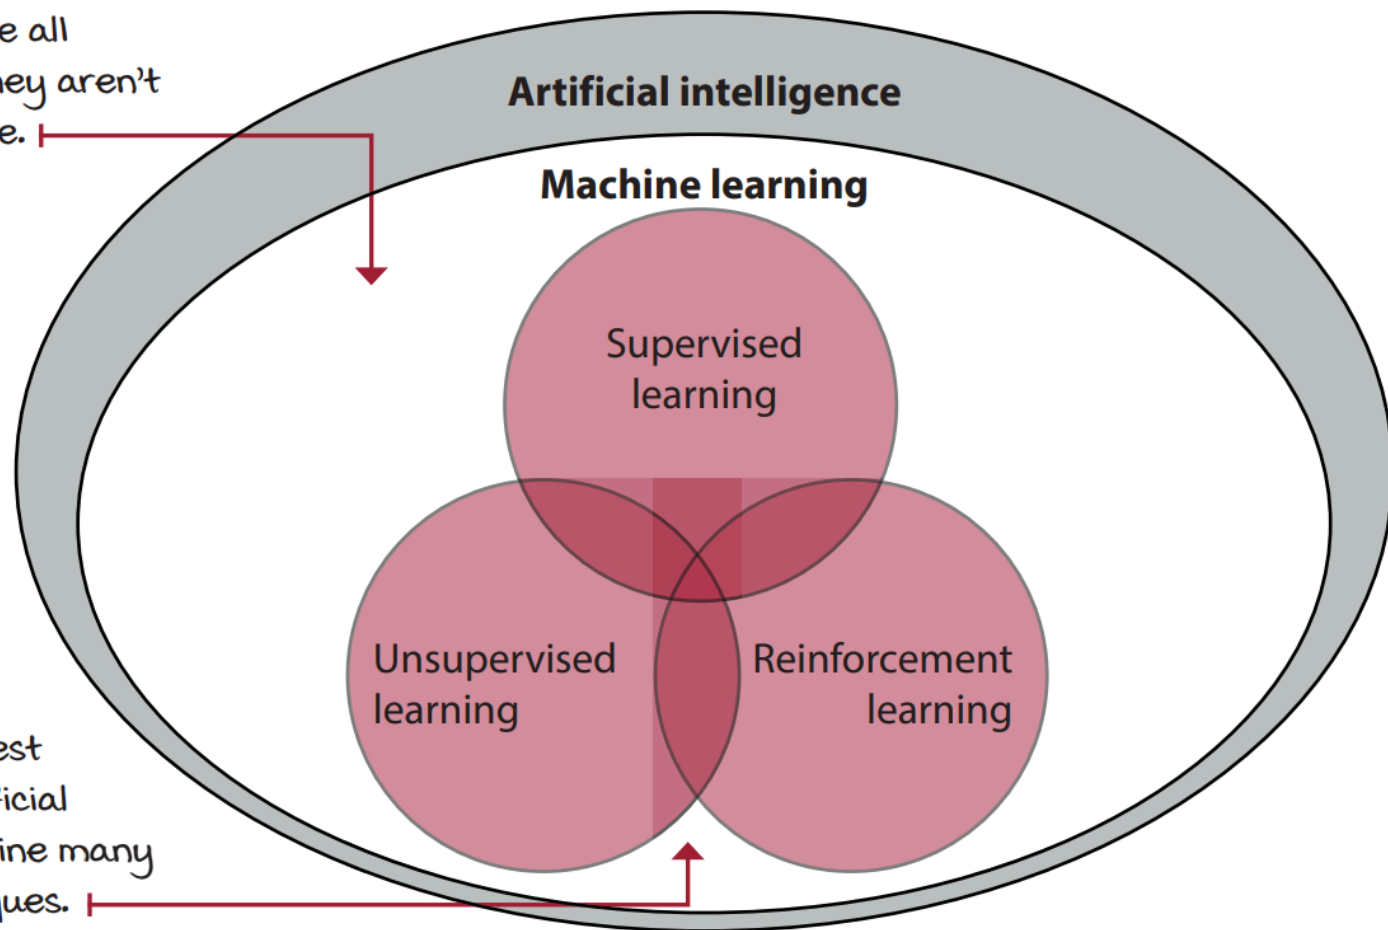 e all
ey aren't
e.
Artificial intelligence
Machine learning
Supervised
learning
Unsupervised
learning
Reinforcement
learning
est
icial
ine many
ues.